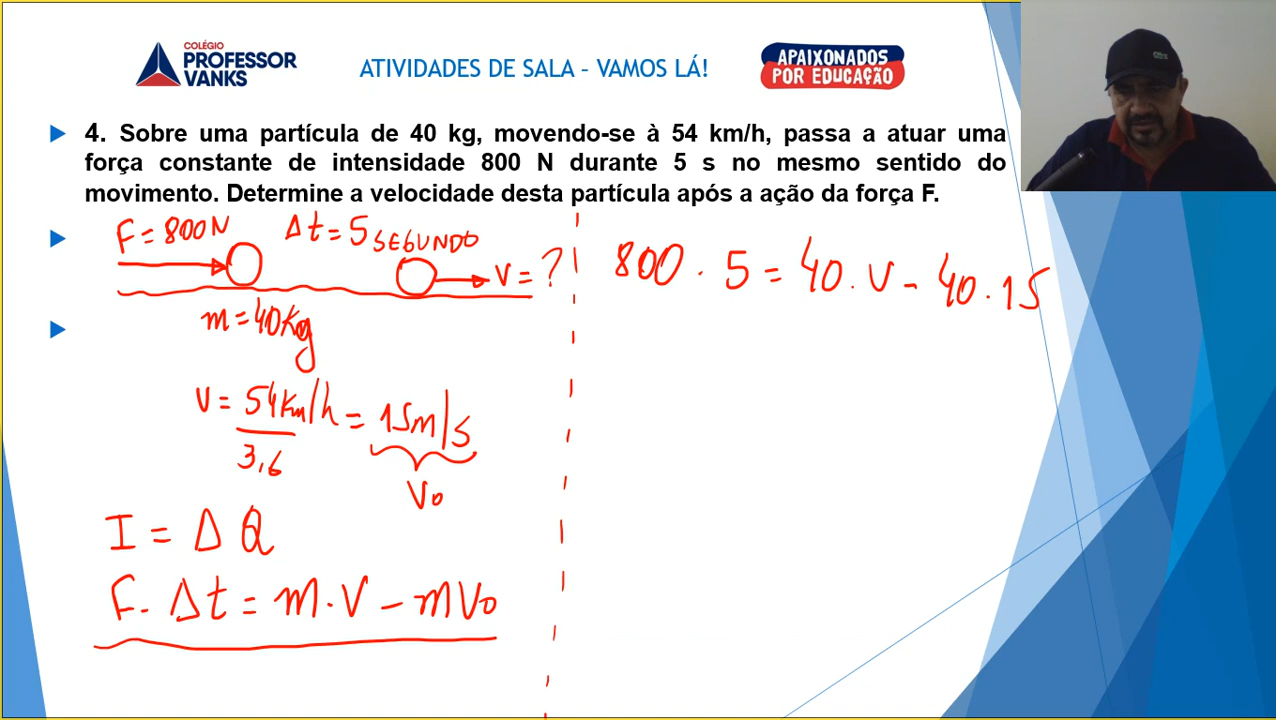 COLÉGIO
PROFESSOR
VANKS
ATIVIDADES DE SALA – VAMOS LÁ!
APAIXONADOS
POR EDUCAÇÃO
4. Sobre uma partícula de 40 kg, movendo-se à 54 km/h, passa a atuar uma
força constante de intensidade 800 N durante 5 s no mesmo sentido do
movimento. Determine a velocidade desta partícula após a ação da força F.
F = 800N Δt = 5 SEGUNDO
V = ?
m = 40Kg
V = 54Km/h = 15m/s
3,6
V0
I = Δ Q
F. Δt = m.V – mV0
800 . 5 = 40. V – 40.15